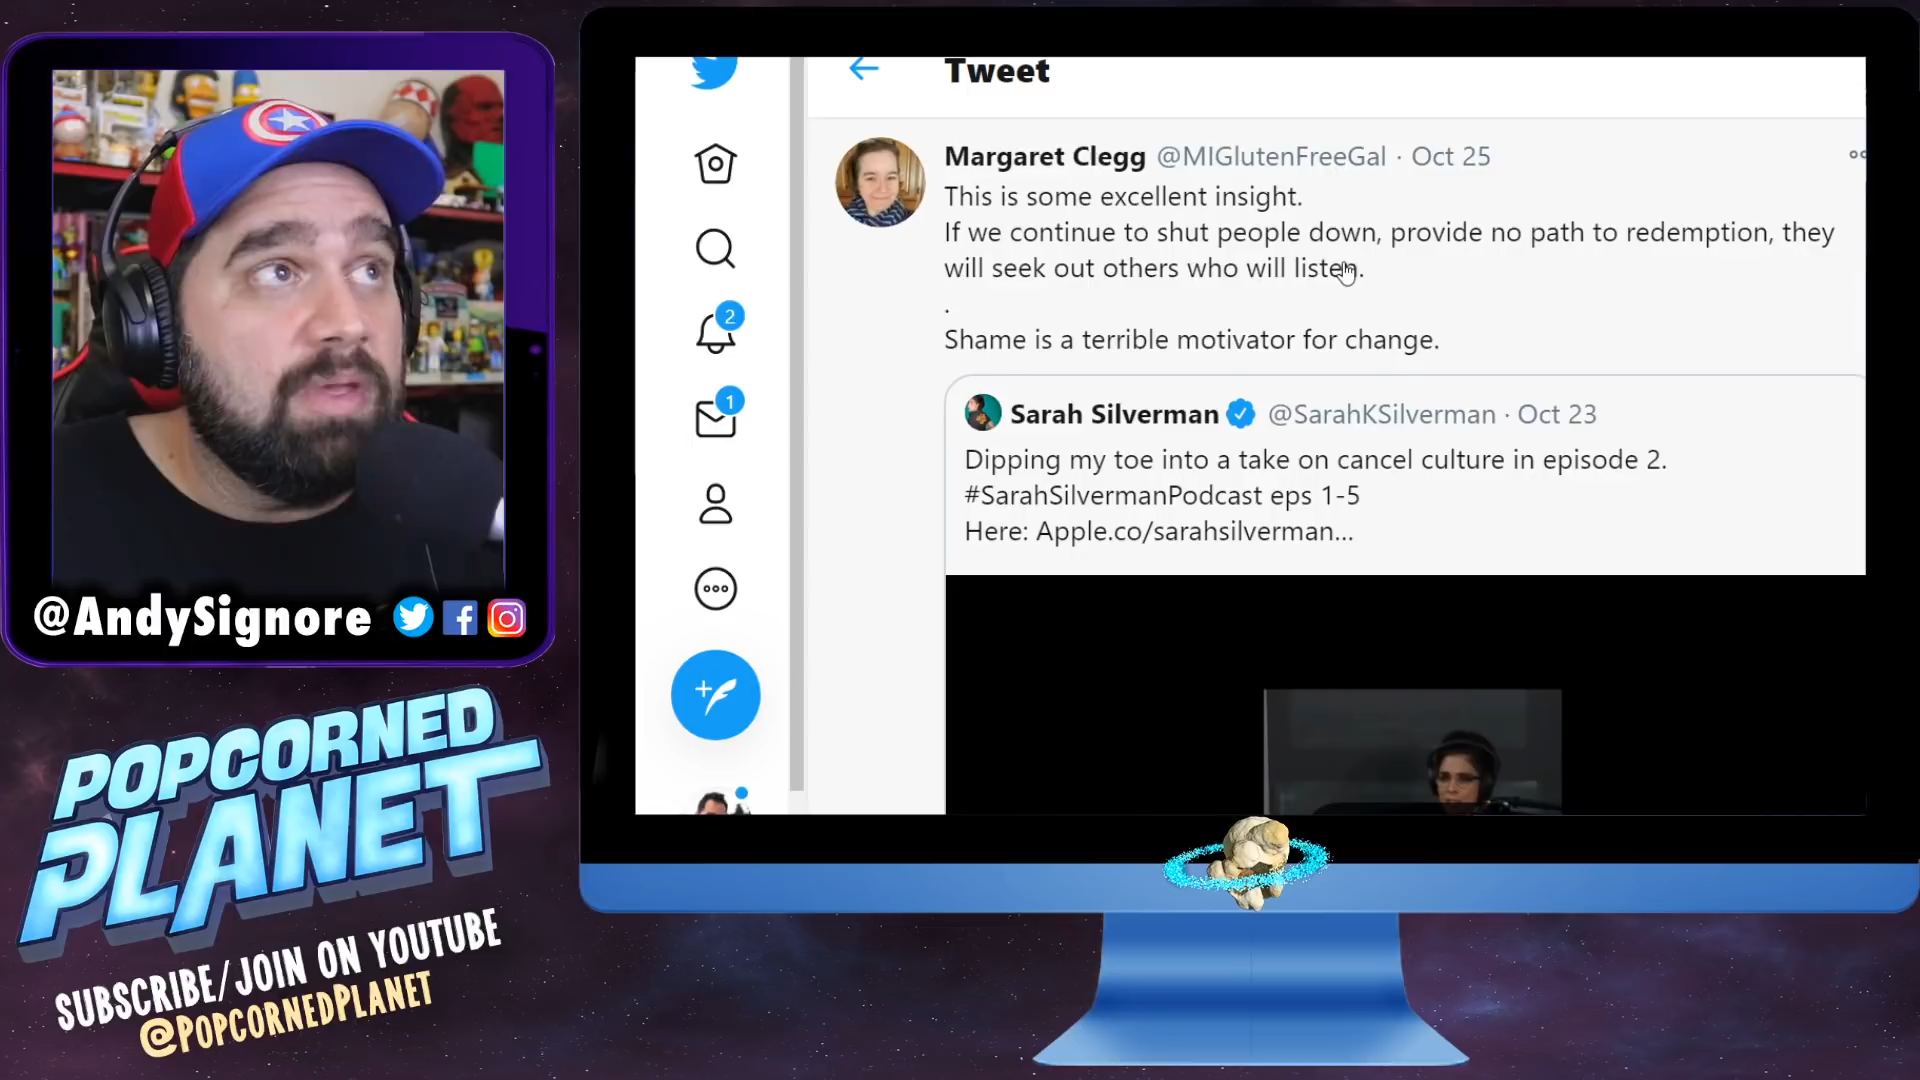 Tweet
Margaret Clegg @MIGlutenFreeGal · Oct 25
This is some excellent insight.
If we continue to shut people down, provide no path to redemption, they
will seek out others who will listen.
.
Shame is a terrible motivator for change.
Sarah Silverman @SarahKSilverman · Oct 23
Dipping my toe into a take on cancel culture in episode 2.
#SarahSilvermanPodcast eps 1-5
Here: Apple.co/sarahsilverman...
2
1
@AndySignore
POPCORNED
PLANET
SUBSCRIBE/JOIN ON YOUTUBE
@POPCORNEDPLANET